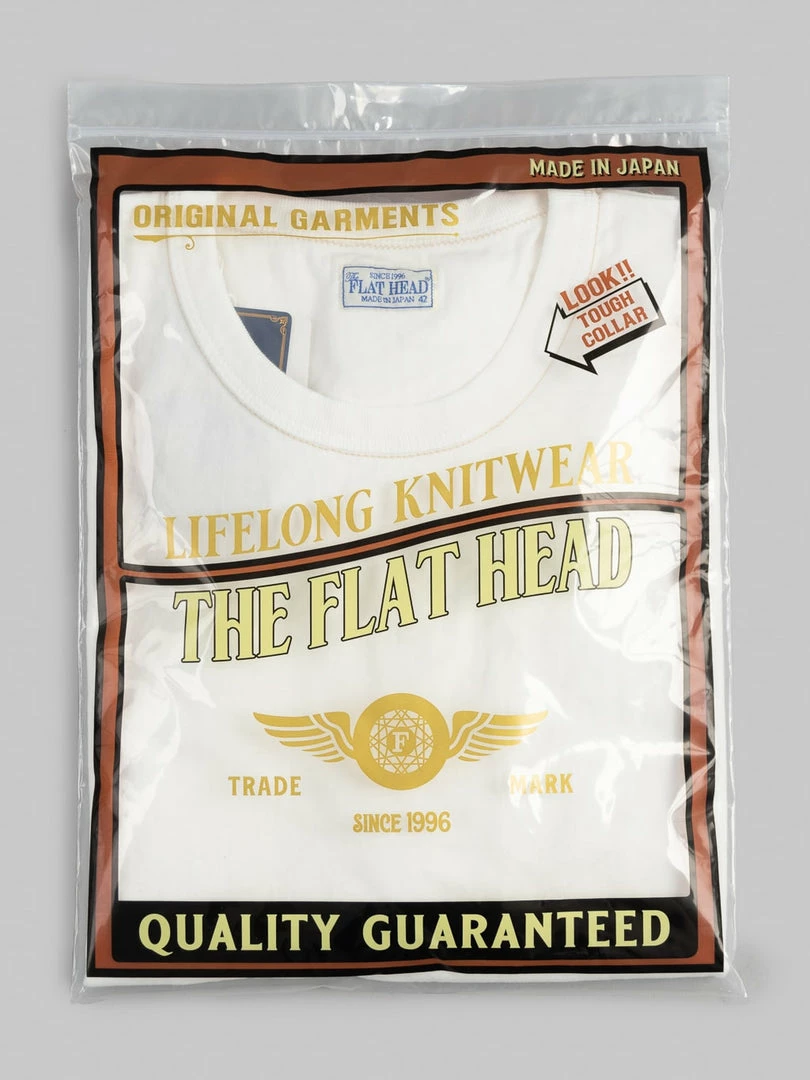 MADE IN JAPAN
ORIGINAL GARMENTS
The
SINCE 1996
FLAT HEAD
MADE IN JAPAN 42
LOOK!!
TOUGH
COLLAR
LIFELONG KNITWEAR
THE FLAT HEAD
F
TRADE MARK
SINCE 1996
QUALITY GUARANTEED